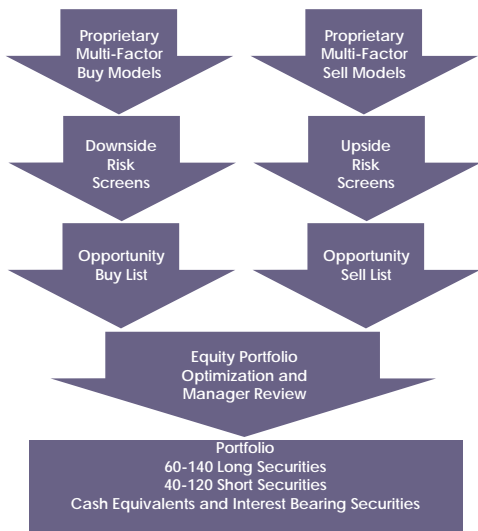 Proprietary
Multi-Factor
Buy Models
Proprietary
Multi-Factor
Sell Models
Downside
Risk
Screens
Upside
Risk
Screens
Opportunity
Buy List
Opportunity
Sell List
Equity Portfolio
Optimization and
Manager Review
Portfolio
60-140 Long Securities
40-120 Short Securities
Cash Equivalents and Interest Bearing Securities